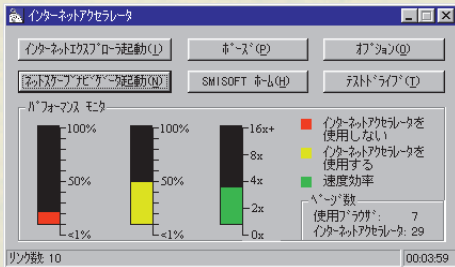 インターネットアクセラレータ
インターネットエクスプローラ起動(I)
ポーズ(P)
オプション(O)
ネットスケープナビゲータ起動(N)
SMISOFT ホーム(H)
テストドライブ(T)
パフォーマンス モニタ
100%
50%
<1%
100%
50%
<1%
16x+
8x
4x
2x
0x
インターネットアクセラレータを
使用しない
インターネットアクセラレータを
使用する
速度効率
ページ数
使用ブラウザ: 7
インターネットアクセラレータ: 29
リンク数: 10
00:03:59